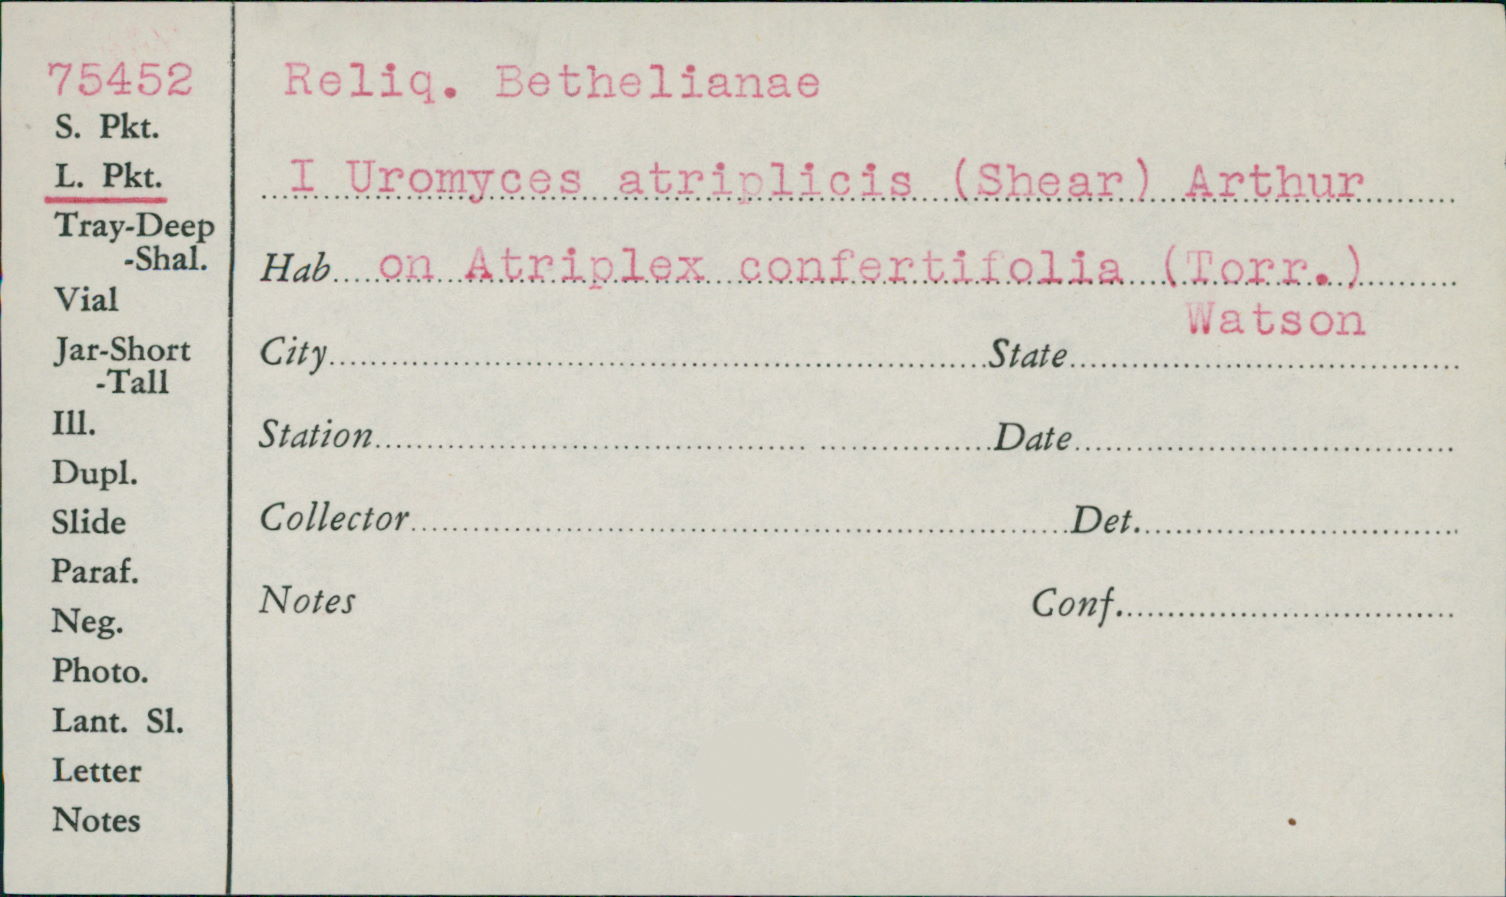 75452
S. Pkt.
L. Pkt.
Tray-Deep
-Shal.
Vial
Jar-Short
-Tall
Ill.
Dupl.
Slide
Paraf.
Neg.
Photo.
Lant. Sl.
Letter
Notes
Reliq. Bethelianae
I Uromyces atriplicis (Shear) Arthur
Hab. on Atriplex confertifolia (Torr.)
Watson
City State
Station Date
Collector Det.
Notes Conf.